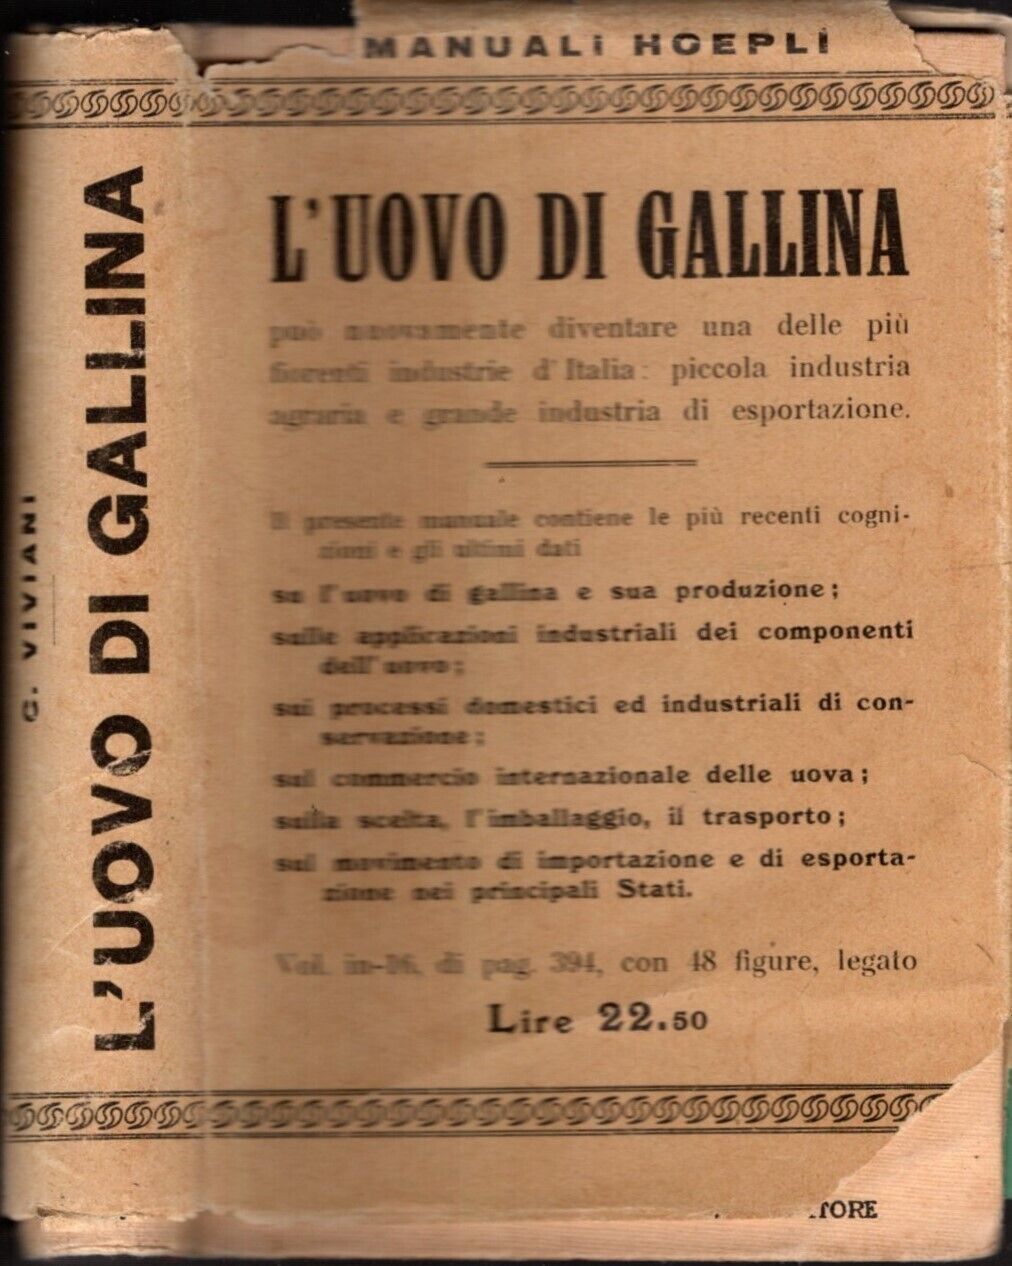 MANUALI HOEPLI
L'UOVO DI GALLINA
può nuovamente diventare una delle più
fiorenti industrie d'Italia: piccola industria
agraria e grande industria di esportazione.
Il presente manuale contiene le più recenti cogni-
zioni e gli ultimi dati
su l'uovo di gallina e sua produzione;
sulle applicazioni industriali dei componenti
dell'uovo;
sui processi domestici ed industriali di con-
servazione;
sul commercio internazionale delle uova;
sulla scelta, l'imballaggio, il trasporto;
sul movimento di importazione e di esporta-
zione nei principali Stati.
Vol. in-16, di pag. 394, con 48 figure, legato
Lire 22.50
C. VIVIANI
L'UOVO DI GALLINA